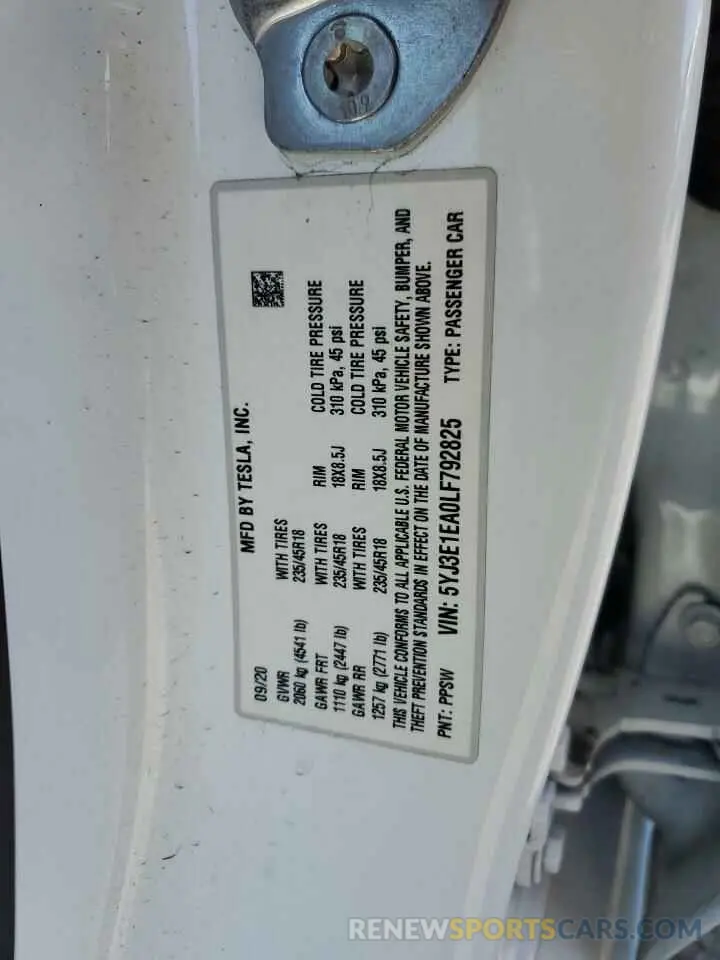 MFD BY TESLA, INC.
09/20
GVWR WITH TIRES
2060 kg (4541 lb) 235/45R18
GAWR FRT WITH TIRES RIM COLD TIRE PRESSURE
1110 kg (2447 lb) 235/45R18 18X8.5J 310 kPa, 45 psi
GAWR RR WITH TIRES RIM COLD TIRE PRESSURE
1257 kg (2771 lb) 235/45R18 18X8.5J 310 kPa, 45 psi
THIS VEHICLE CONFORMS TO ALL APPLICABLE U.S. FEDERAL MOTOR VEHICLE SAFETY, BUMPER, AND
THEFT PREVENTION STANDARDS IN EFFECT ON THE DATE OF MANUFACTURE SHOWN ABOVE.
PNT: PPSW VIN: 5YJ3E1EA0LF792825 TYPE: PASSENGER CAR
10.9
RENEWSPORTSCARS.COM